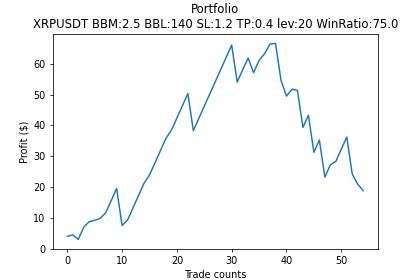 Portfolio
XRPUSDT BBM:2.5 BBL:140 SL:1.2 TP:0.4 lev:20 WinRatio:75.0
Profit ($)
60
50
40
30
20
10
0
0 10 20 30 40 50
Trade counts